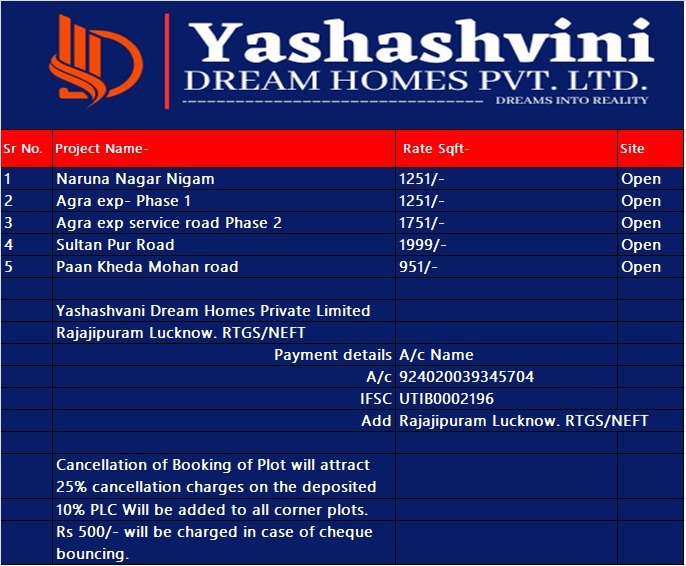 Yashashvini
DREAM HOMES PVT. LTD.
DREAMS INTO REALITY
Sr No. Project Name- Rate Sqft- Site
1 Naruna Nagar Nigam 1251/- Open
2 Agra exp- Phase 1 1251/- Open
3 Agra exp service road Phase 2 1751/- Open
4 Sultan Pur Road 1999/- Open
5 Paan Kheda Mohan road 951/- Open
Yashashvani Dream Homes Private Limited
Rajajipuram Lucknow. RTGS/NEFT
Payment details A/c Name
A/c 924020039345704
IFSC UTIB0002196
Add Rajajipuram Lucknow. RTGS/NEFT
Cancellation of Booking of Plot will attract
25% cancellation charges on the deposited
10% PLC Will be added to all corner plots.
Rs 500/- will be charged in case of cheque
bouncing.